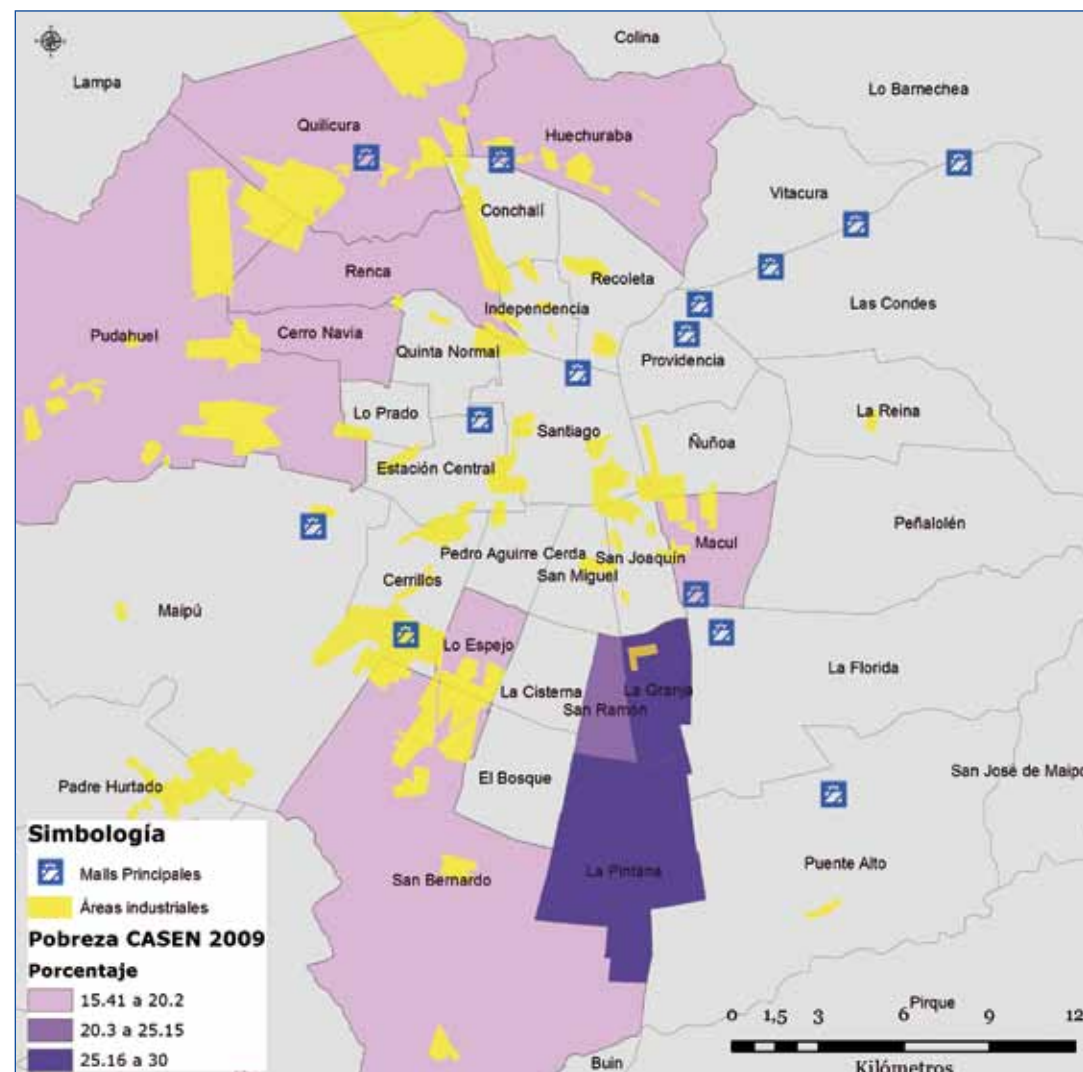 Colina
Lampa
Lo Barnechea
Quilicura
Huechuraba
Vitacura
Conchalí
Renca
Recoleta
Las Condes
Independencia
Pudahuel
Cerro Navia
Quinta Normal
Providencia
Lo Prado
La Reina
Santiago
Ñuñoa
Estación Central
Peñalolén
Macul
Pedro Aguirre Cerda
San Joaquín
San Miguel
Cerrillos
Maipú
Lo Espejo
La Florida
La Cisterna
La Granja
San Ramón
El Bosque
San José de Maipo
Padre Hurtado
Puente Alto
La Pintana
San Bernardo
Pirque
Buin
Simbología
Malls Principales
Áreas industriales
Pobreza CASEN 2009
Porcentaje
15.41 a 20.2
20.3 a 25.15
25.16 a 30
0 1,5 3 6 9 12
Kilómetros